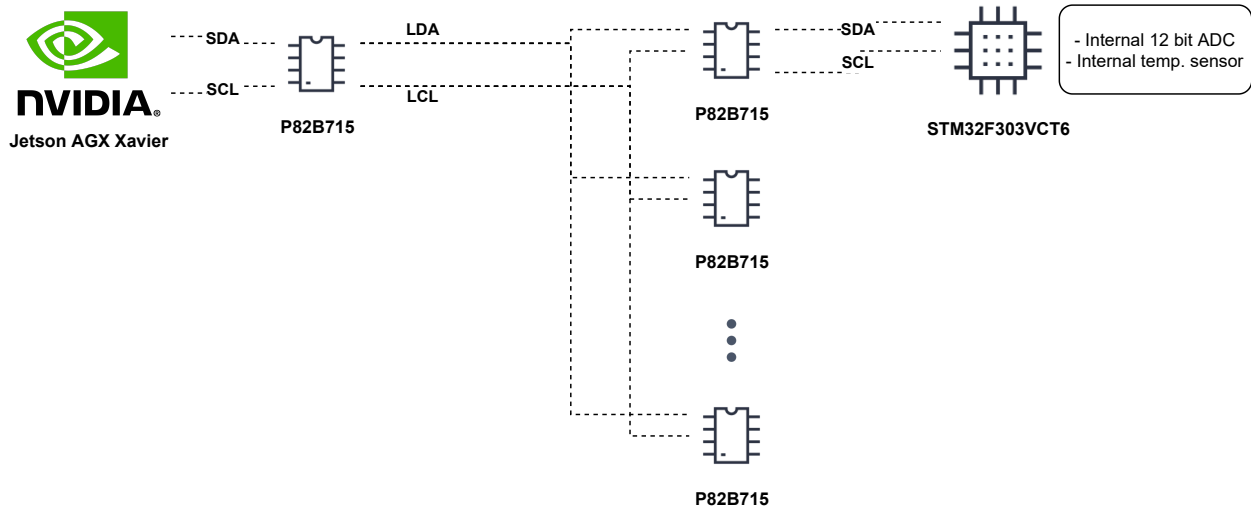 NVIDIA®
Jetson AGX Xavier
SDA
SCL
P82B715
LDA
LCL
P82B715
SDA
SCL
STM32F303VCT6
- Internal 12 bit ADC
- Internal temp. sensor
P82B715
P82B715